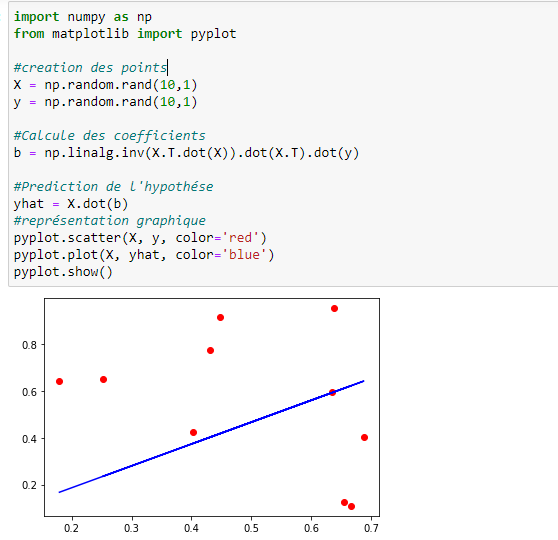 import numpy as np
from matplotlib import pyplot
#creation des points
X = np.random.rand(10,1)
y = np.random.rand(10,1)
#Calcule des coefficients
b = np.linalg.inv(X.T.dot(X)).dot(X.T).dot(y)
#Prediction de l'hypothése
yhat = X.dot(b)
#représentation graphique
pyplot.scatter(X, y, color='red')
pyplot.plot(X, yhat, color='blue')
pyplot.show()
0.8
0.6
0.4
0.2
0.2 0.3 0.4 0.5 0.6 0.7